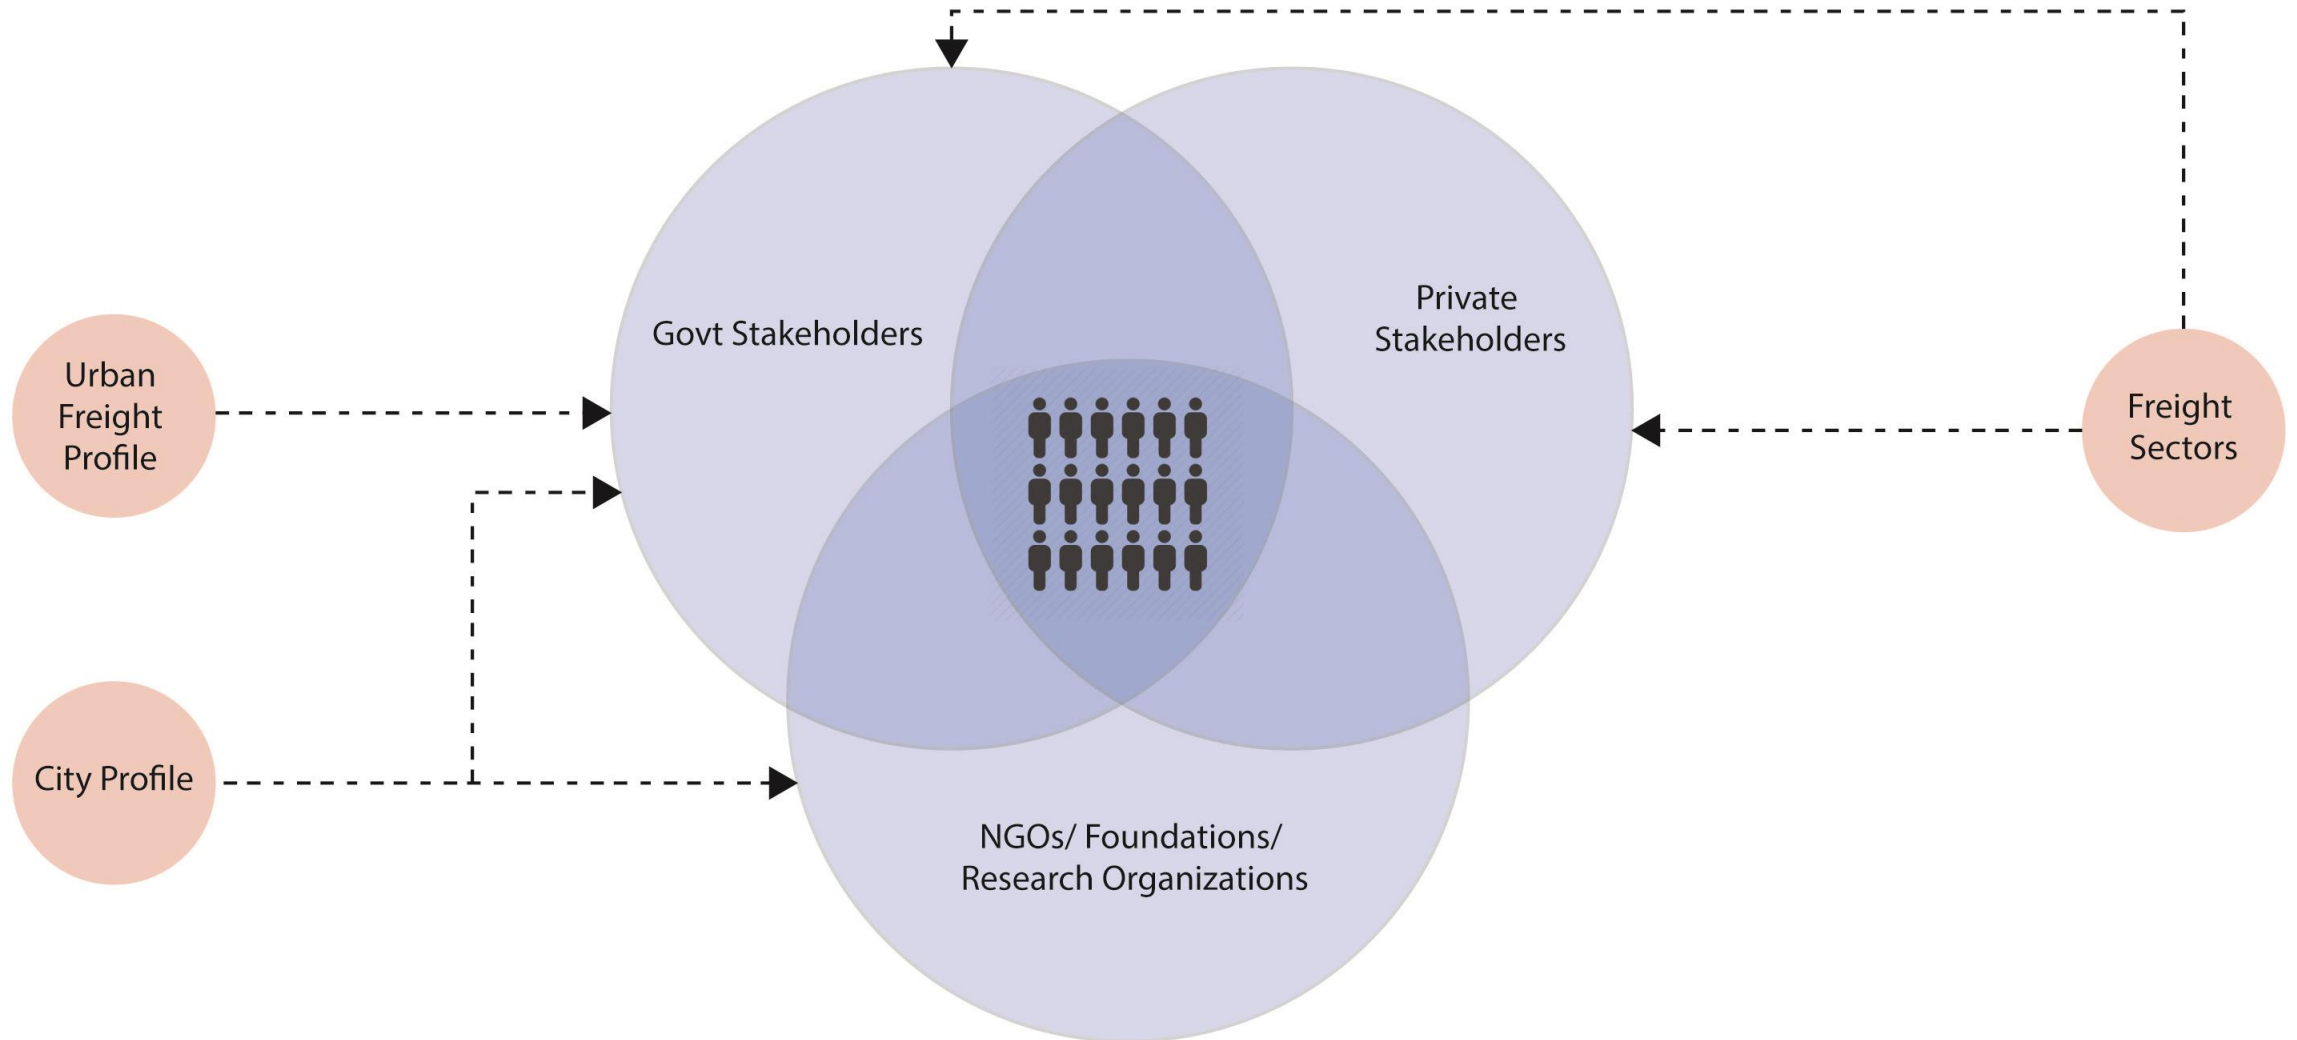 Govt Stakeholders
Private
Stakeholders
Urban
Freight
Profile
Freight
Sectors
City Profile
NGOs/ Foundations/
Research Organizations